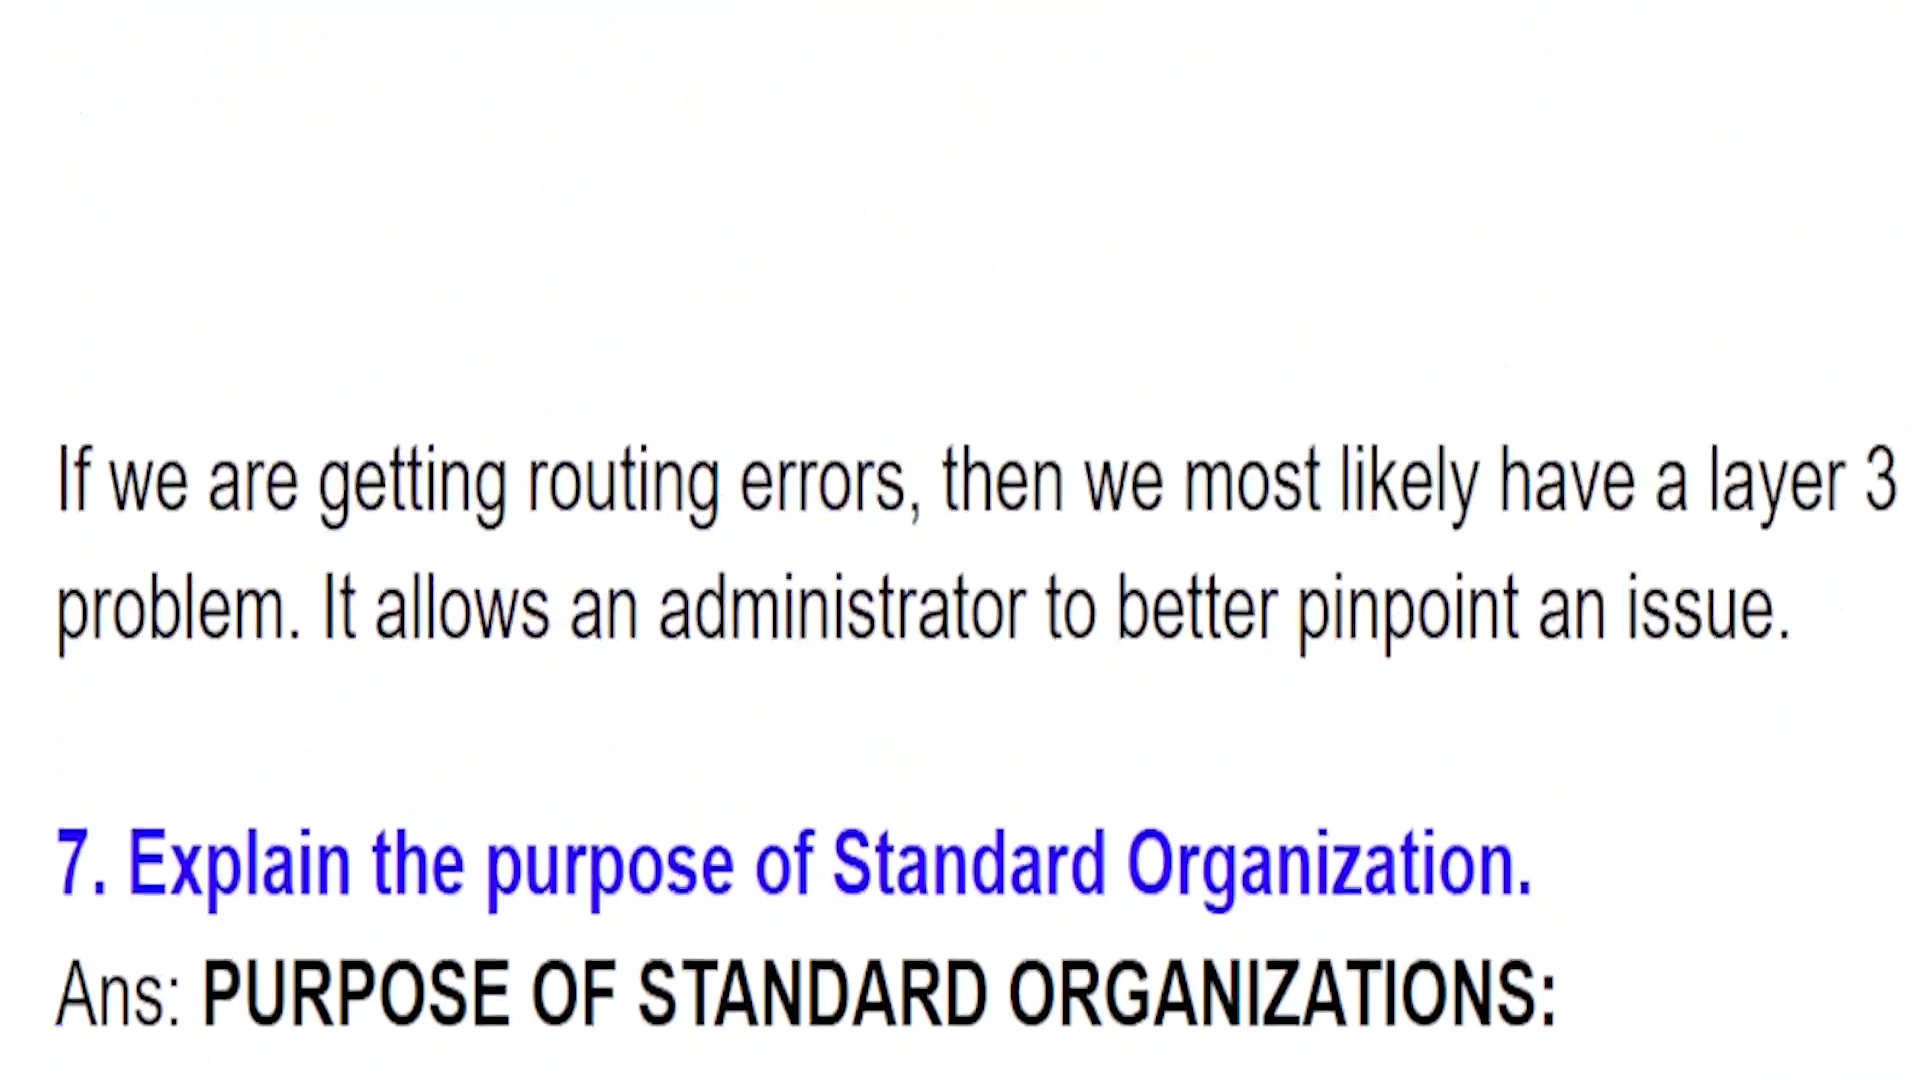 If we are getting routing errors, then we most likely have a layer 3
problem. It allows an administrator to better pinpoint an issue.
7. Explain the purpose of Standard Organization.
Ans: PURPOSE OF STANDARD ORGANIZATIONS: